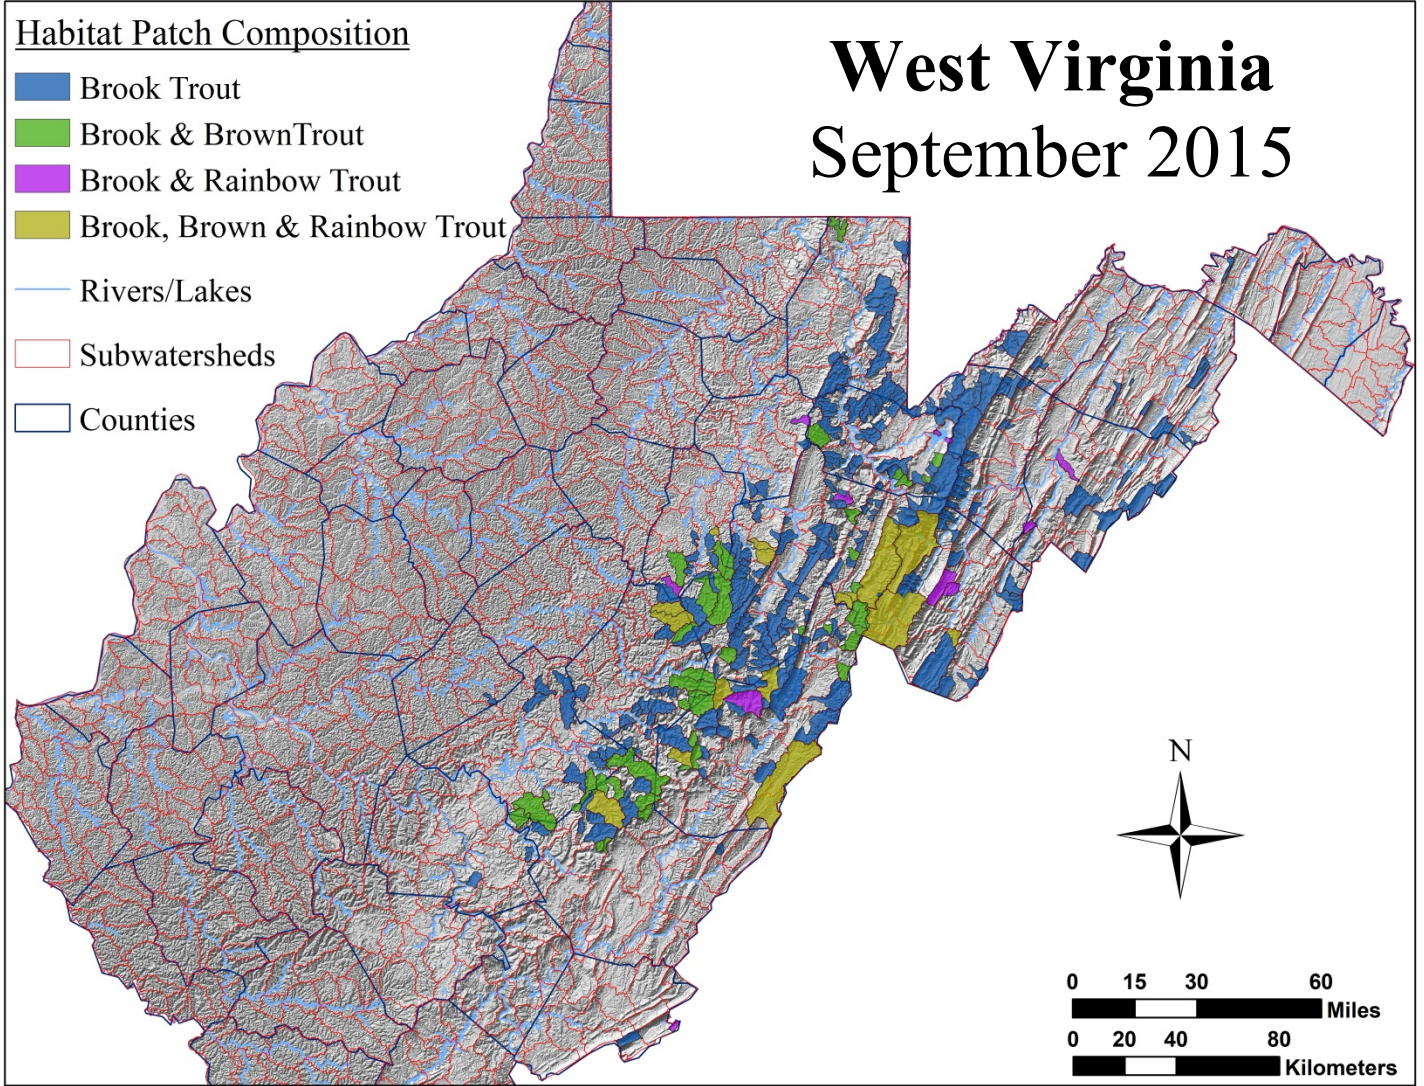 Habitat Patch Composition
Brook Trout
Brook & BrownTrout
Brook & Rainbow Trout
Brook, Brown & Rainbow Trout
Rivers/Lakes
Subwatersheds
Counties
West Virginia
September 2015
N
0 15 30 60
Miles
0 20 40 80
Kilometers